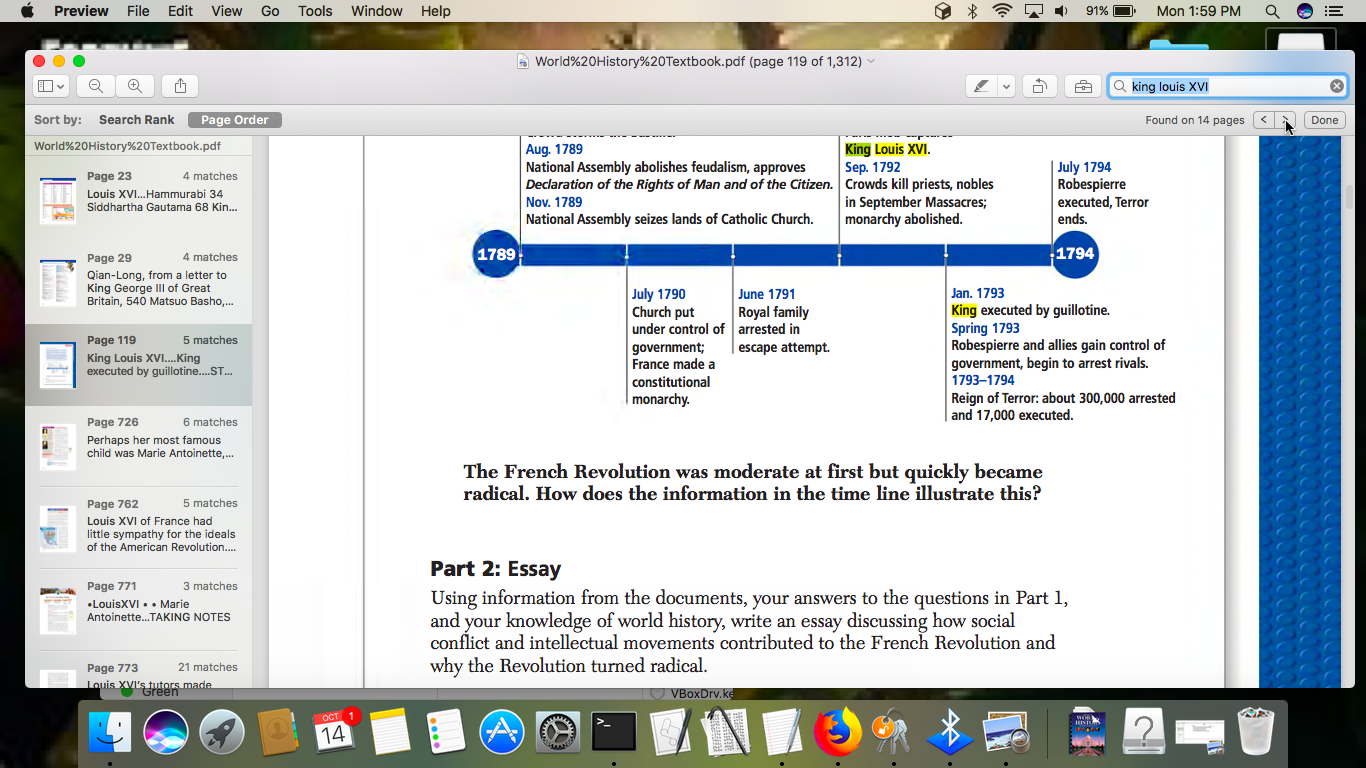 Preview File Edit View Go Tools Window Help 91% Mon 1:59 PM
World%20History%20Textbook.pdf (page 119 of 1,312)
king louis XVI
Sort by: Search Rank Page Order Found on 14 pages < > Done
World%20History%20Textbook.pdf
Page 23 4 matches
Louis XVI...Hammurabi 34
Siddhartha Gautama 68 Kin...
Page 29 4 matches
Qian-Long, from a letter to
King George III of Great
Britain, 540 Matsuo Basho,...
Page 119 5 matches
King Louis XVI....King
executed by guillotine....ST...
Page 726 6 matches
Perhaps her most famous
child was Marie Antoinette,...
Page 762 5 matches
Louis XVI of France had
little sympathy for the ideals
of the American Revolution....
Page 771 3 matches
•LouisXVI • • Marie
Antoinette...TAKING NOTES
Page 773 21 matches
Louis XVI's tutors made
Aug. 1789
National Assembly abolishes feudalism, approves
Declaration of the Rights of Man and of the Citizen.
Nov. 1789
National Assembly seizes lands of Catholic Church.
King Louis XVI.
Sep. 1792
Crowds kill priests, nobles
in September Massacres;
monarchy abolished.
July 1794
Robespierre
executed, Terror
ends.
1789
1794
July 1790
Church put
under control of
government;
France made a
constitutional
monarchy.
June 1791
Royal family
arrested in
escape attempt.
Jan. 1793
King executed by guillotine.
Spring 1793
Robespierre and allies gain control of
government, begin to arrest rivals.
1793–1794
Reign of Terror: about 300,000 arrested
and 17,000 executed.
The French Revolution was moderate at first but quickly became
radical. How does the information in the time line illustrate this?
Part 2: Essay
Using information from the documents, your answers to the questions in Part 1,
and your knowledge of world history, write an essay discussing how social
conflict and intellectual movements contributed to the French Revolution and
why the Revolution turned radical.
Green
VBoxDrv.ke
OCT 1
14